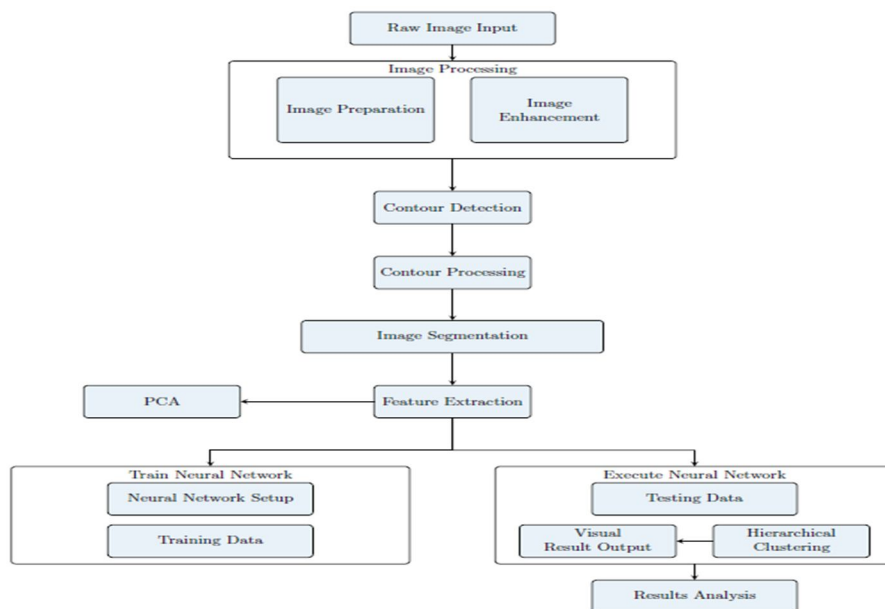 Raw Image Input
Image Processing
Image Preparation
Image
Enhancement
Contour Detection
Contour Processing
Image Segmentation
PCA
Feature Extraction
Train Neural Network
Neural Network Setup
Training Data
Execute Neural Network
Testing Data
Visual
Result Output
Hierarchical
Clustering
Results Analysis